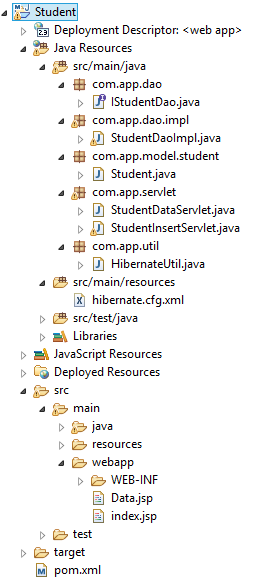 Student
Deployment Descriptor: <web app>
Java Resources
src/main/java
com.app.dao
IStudentDao.java
com.app.dao.impl
StudentDaoImpl.java
com.app.model.student
Student.java
com.app.servlet
StudentDataServlet.java
StudentInsertServlet.java
com.app.util
HibernateUtil.java
src/main/resources
hibernate.cfg.xml
src/test/java
Libraries
JavaScript Resources
Deployed Resources
src
main
java
resources
webapp
WEB-INF
Data.jsp
index.jsp
test
target
pom.xml